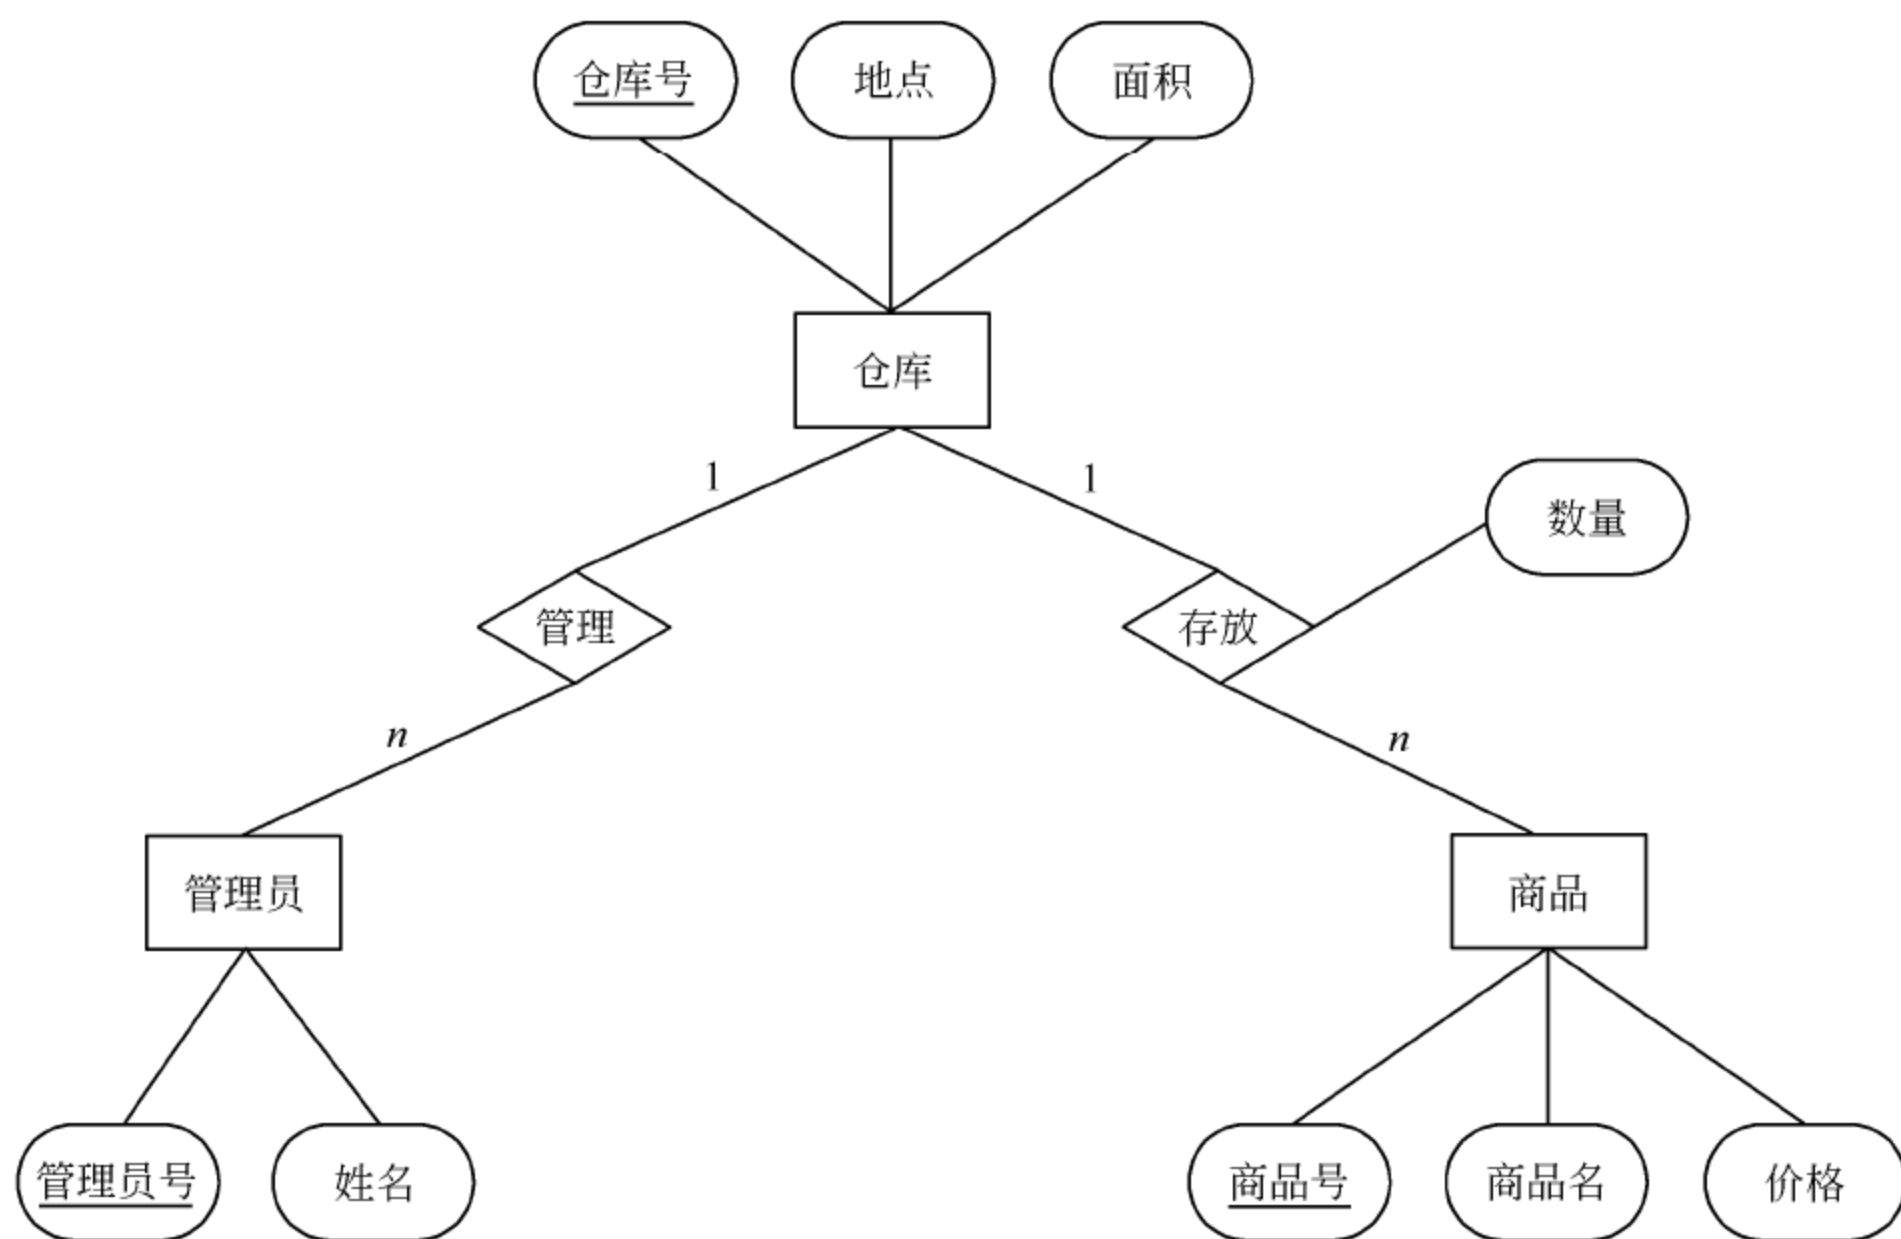 仓库号
地点
面积
仓库
1
1
数量
管理
存放
n
n
管理员
商品
管理员号
姓名
商品号
商品名
价格